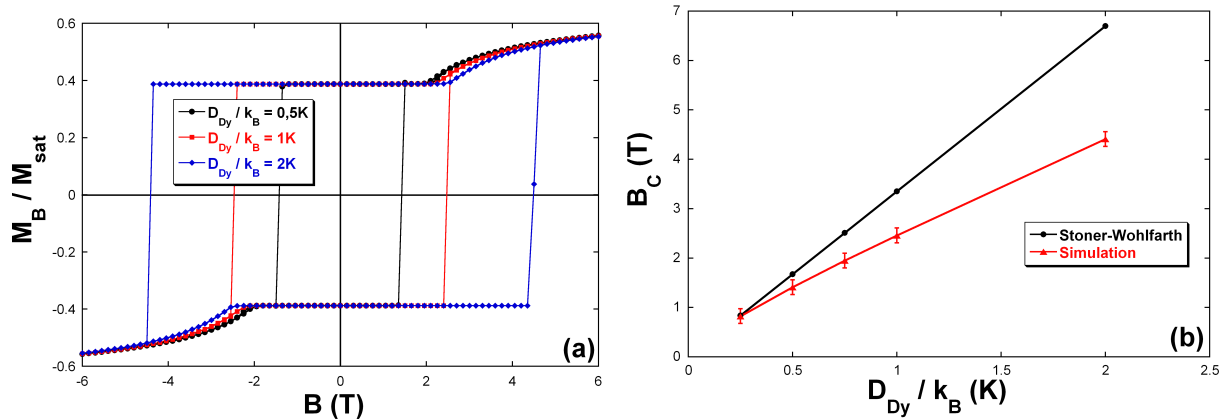 0.6
0.4
0.2
0
-0.2
-0.4
-0.6
M_B / M_sat
D_Dy / k_B = 0,5K
D_Dy / k_B = 1K
D_Dy / k_B = 2K
(a)
-6 -4 -2 0 2 4 6
B (T)
7
6
5
4
3
2
1
0
B_C (T)
Stoner-Wohlfarth
Simulation
(b)
0 0.5 1 1.5 2 2.5
D_Dy / k_B (K)